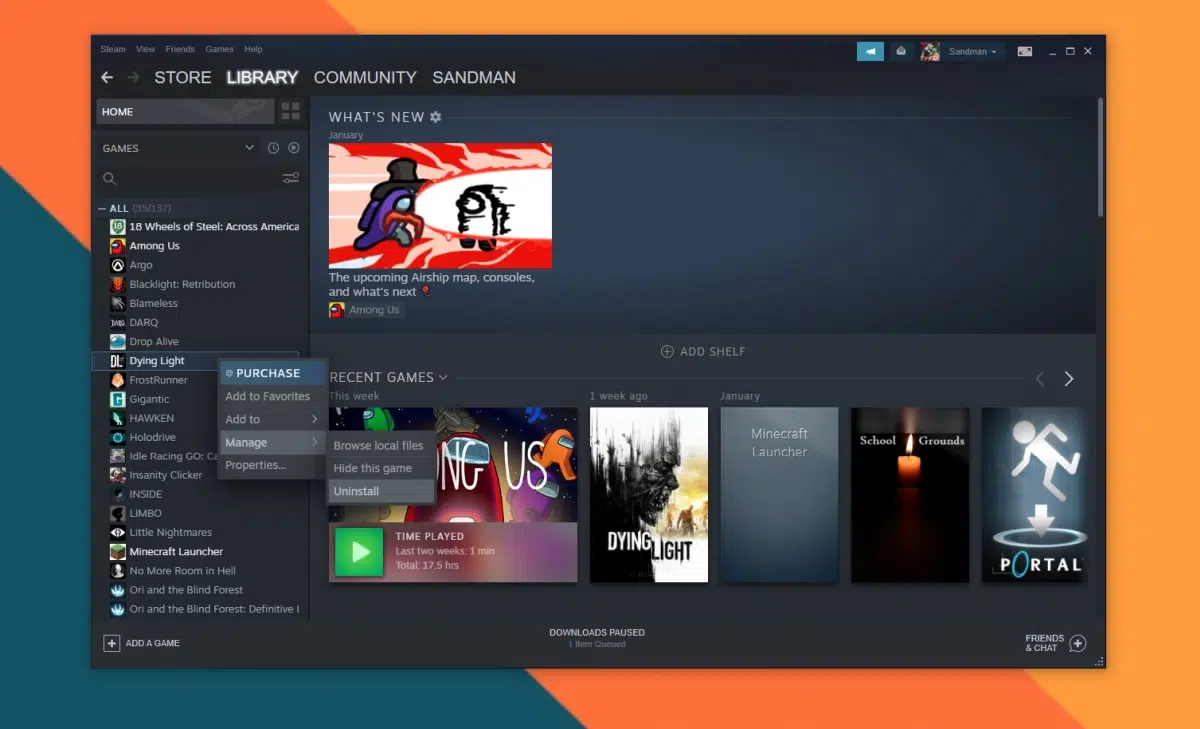 Steam View Friends Games Help
Sandman
STORE LIBRARY COMMUNITY SANDMAN
HOME
GAMES
ALL (35/137)
18 Wheels of Steel: Across America
Among Us
Argo
Blacklight: Retribution
Blameless
DARQ
Drop Alive
Dying Light
FrostRunner
Gigantic
HAWKEN
Holodrive
Idle Racing GO: Ca
Insanity Clicker
INSIDE
LIMBO
Little Nightmares
Minecraft Launcher
No More Room in Hell
Ori and the Blind Forest
Ori and the Blind Forest: Definitive
PURCHASE
Add to Favorites
Add to
Manage
Properties...
Browse local files
Hide this game
Uninstall
WHAT'S NEW
January
The upcoming Airship map, consoles,
and what's next
Among Us
ADD SHELF
RECENT GAMES
This week
NG US
TIME PLAYED
Last two weeks: 1 min
Total: 17.5 hrs
1 week ago
DYING LIGHT
January
Minecraft
Launcher
School Grounds
PORTAL
ADD A GAME
DOWNLOADS PAUSED
1 Item Queued
FRIENDS
& CHAT